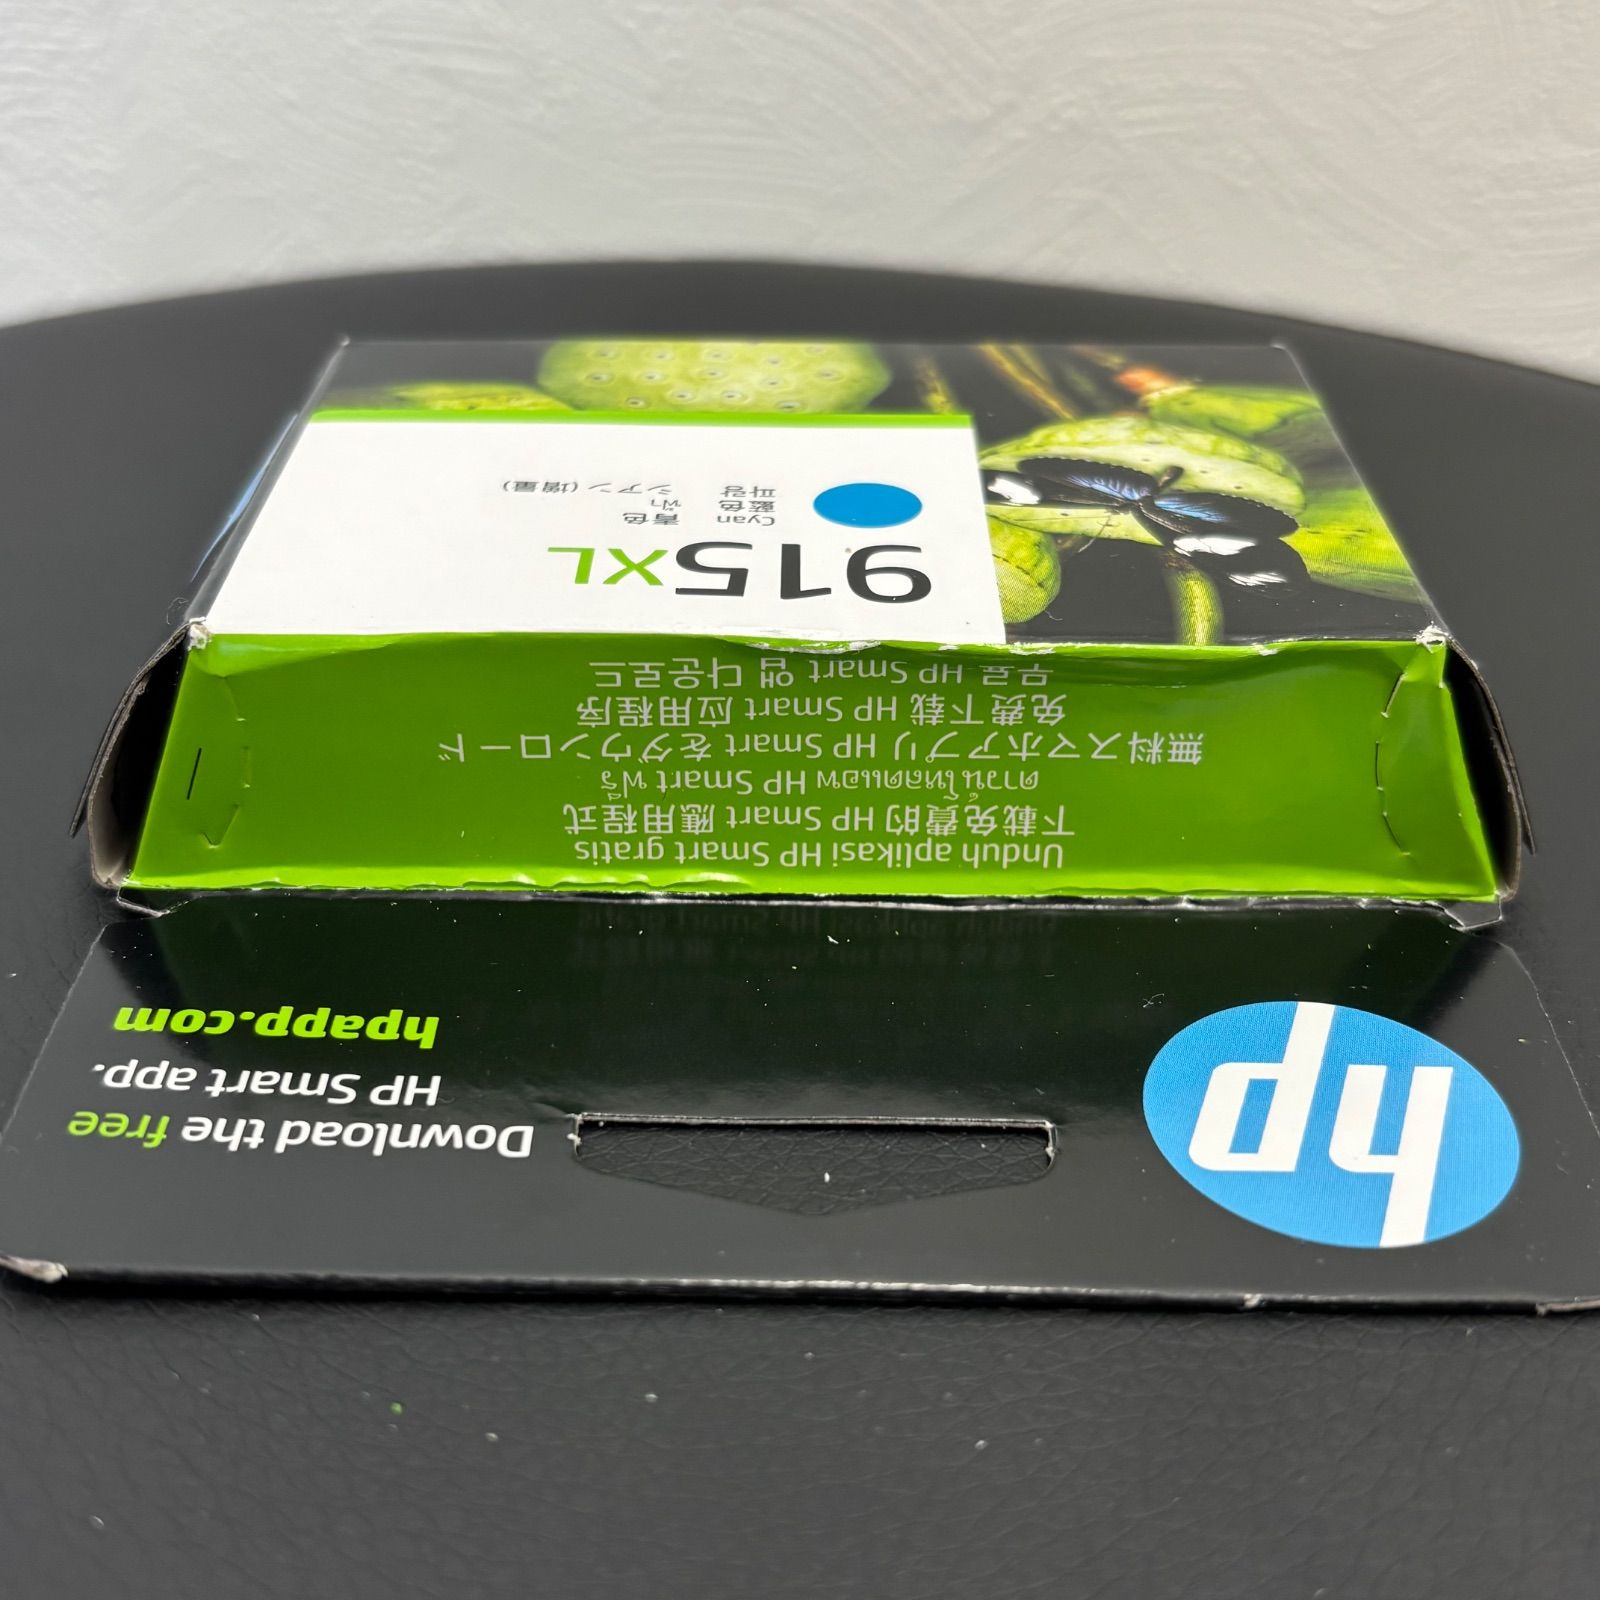 hp
Download the free
HP Smart app.
hpapp.com
Unduh aplikasi HP Smart gratis
下載免費的 HP Smart 應用程式
ดาวน์โหลดแอพ HP Smart ฟรี
無料スマホアプリ HP Smart をダウンロード
免费下载 HP Smart 应用程序
무료 HP Smart 앱 다운로드
915XL
Cyan 青色
藍色 ฟ้า
파랑 シアン (増量)